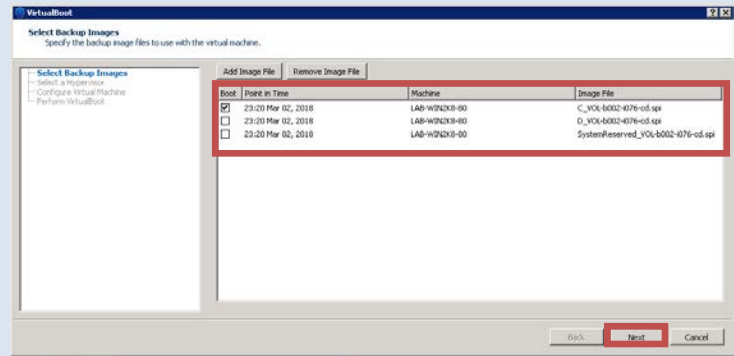 VirtualBoot
Select Backup Images
Specify the backup image files to use with the virtual machine.
Select Backup Images
Select a Hypervisor
Configure Virtual Machine
Perform VirtualBoot
Add Image File Remove Image File
Boot Point in Time Machine Image File
23:20 Mar 02, 2018 LAB-WIN2K8-80 C_VOL-b002-i076-cd.spi
23:20 Mar 02, 2018 LAB-WIN2K8-80 D_VOL-b002-i076-cd.spi
23:20 Mar 02, 2018 LAB-WIN2K8-80 SystemReserved_VOL-b002-i076-cd.spi
Back Next Cancel